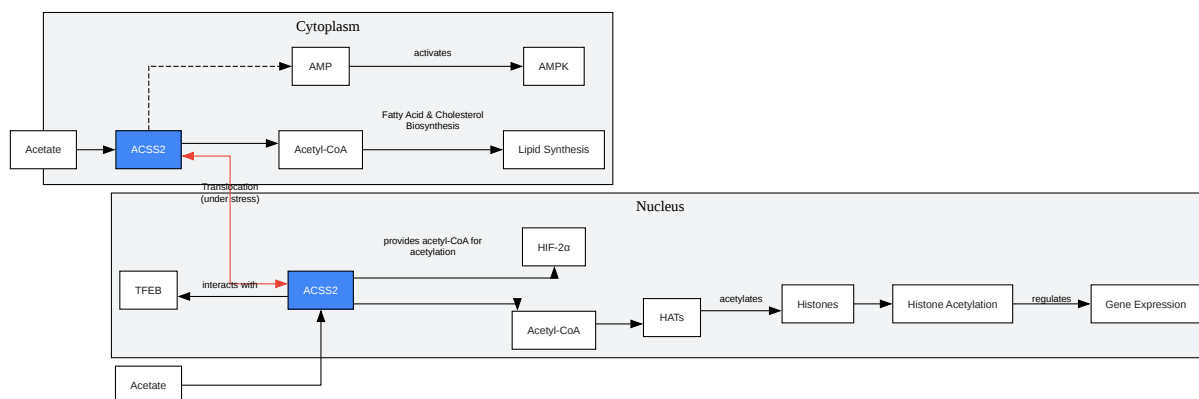 Cytoplasm
AMP
activates
AMPK
Acetate
ACSS2
Acetyl-CoA
Fatty Acid & Cholesterol
Biosynthesis
Lipid Synthesis
Translocation
(under stress)
Nucleus
TFEB
interacts with
ACSS2
provides acetyl-CoA for
acetylation
HIF-2α
Acetyl-CoA
HATs
acetylates
Histones
Histone Acetylation
regulates
Gene Expression
Acetate